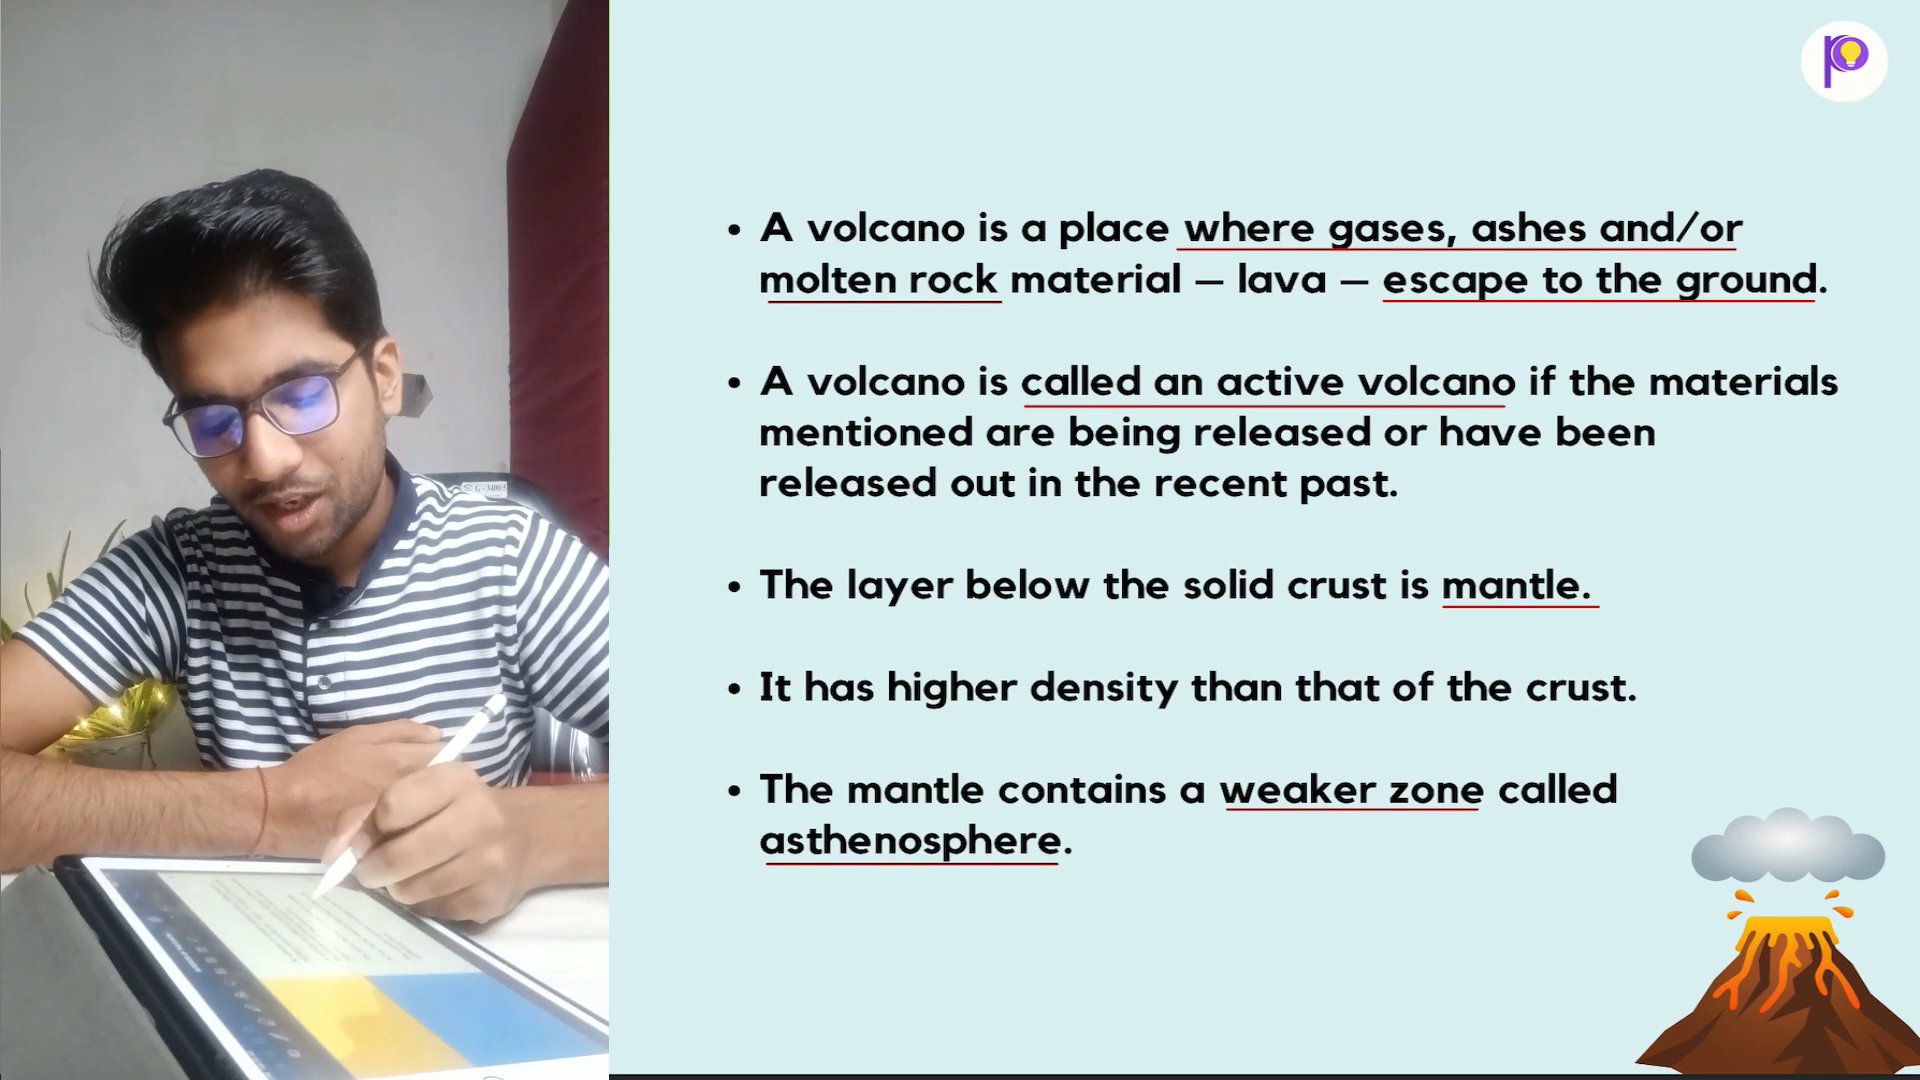 • A volcano is a place where gases, ashes and/or
molten rock material — lava — escape to the ground.
• A volcano is called an active volcano if the materials
mentioned are being released or have been
released out in the recent past.
• The layer below the solid crust is mantle.
• It has higher density than that of the crust.
• The mantle contains a weaker zone called
asthenosphere.